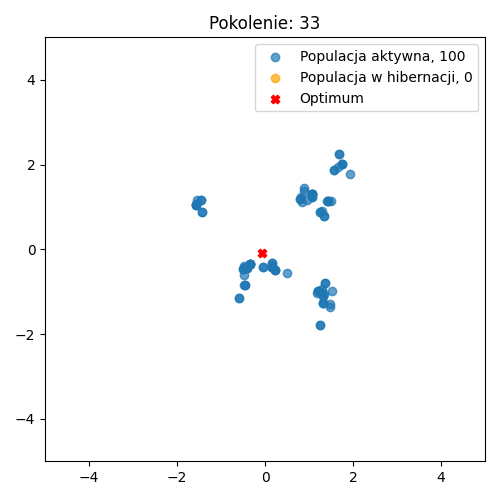 Pokolenie: 33
Populacja aktywna, 100
Populacja w hibernacji, 0
Optimum
4
2
0
−2
−4
−4
−2
0
2
4